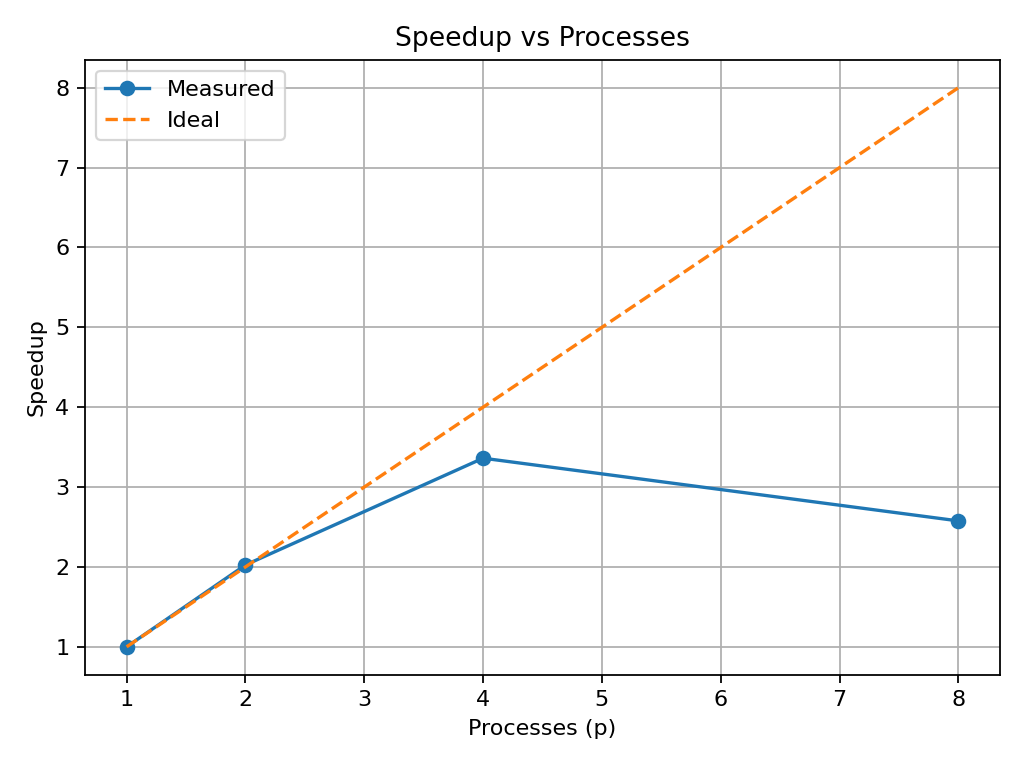 Speedup vs Processes
Measured
Ideal
Speedup
8
7
6
5
4
3
2
1
1 2 3 4 5 6 7 8
Processes (p)